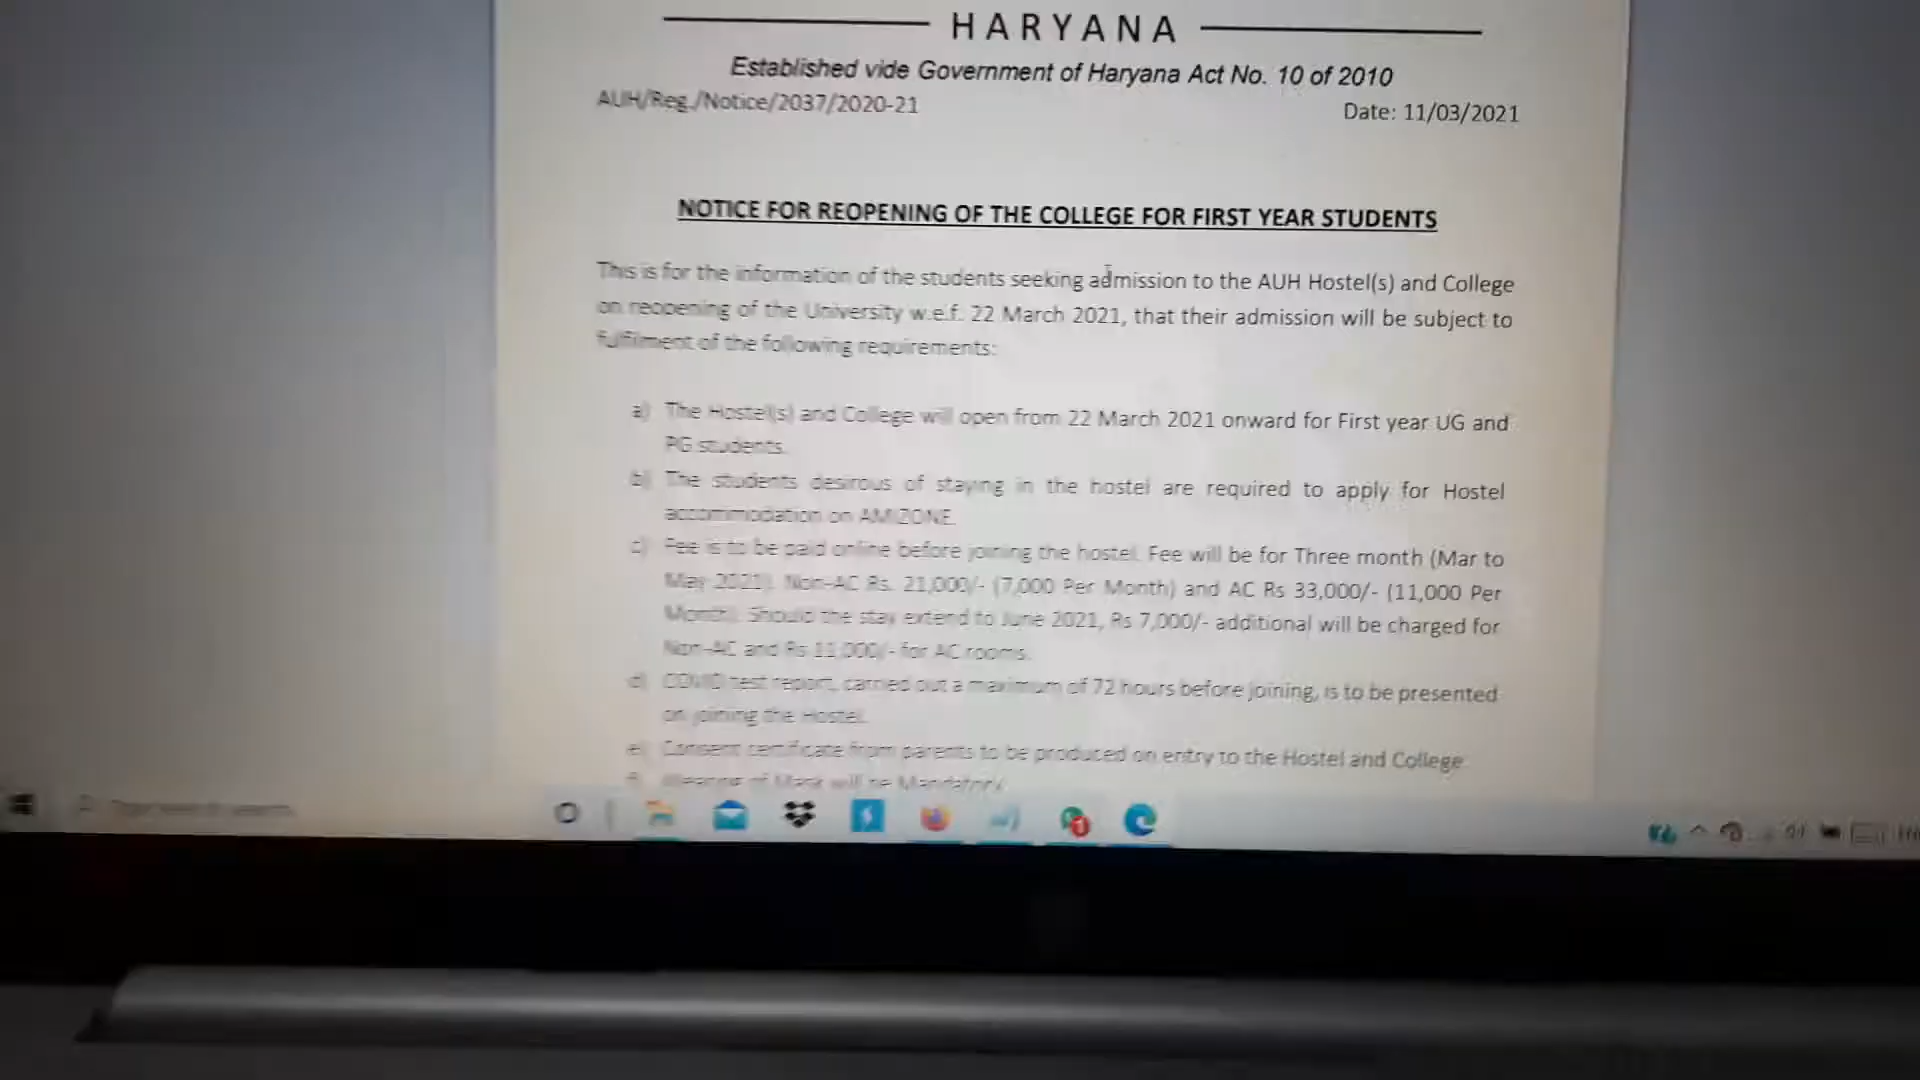 HARYANA
Established vide Government of Haryana Act No. 10 of 2010
AUH/Reg./Notice/2037/2020-21
Date: 11/03/2021
NOTICE FOR REOPENING OF THE COLLEGE FOR FIRST YEAR STUDENTS
This is for the information of the students seeking admission to the AUH Hostel(s) and College
on reopening of the University w.e.f. 22 March 2021, that their admission will be subject to
fulfilment of the following requirements:
a) The Hostel(s) and College will open from 22 March 2021 onward for First year UG and
PG students.
b) The students desirous of staying in the hostel are required to apply for Hostel
accommodation on AMIZONE.
c) Fee is to be paid online before joining the hostel. Fee will be for Three month (Mar to
May 2021). Non-AC Rs. 21,000/- (7,000 Per Month) and AC Rs 33,000/- (11,000 Per
Month). Should the stay extend to June 2021, Rs 7,000/- additional will be charged for
Non-AC and Rs 11,000/- for AC rooms.
d) COVID test report, carried out a maximum of 72 hours before joining, is to be presented
on joining the Hostel.
e) Consent certificate from parents to be produced on entry to the Hostel and College
f) Wearing of Mask will be Mandatory